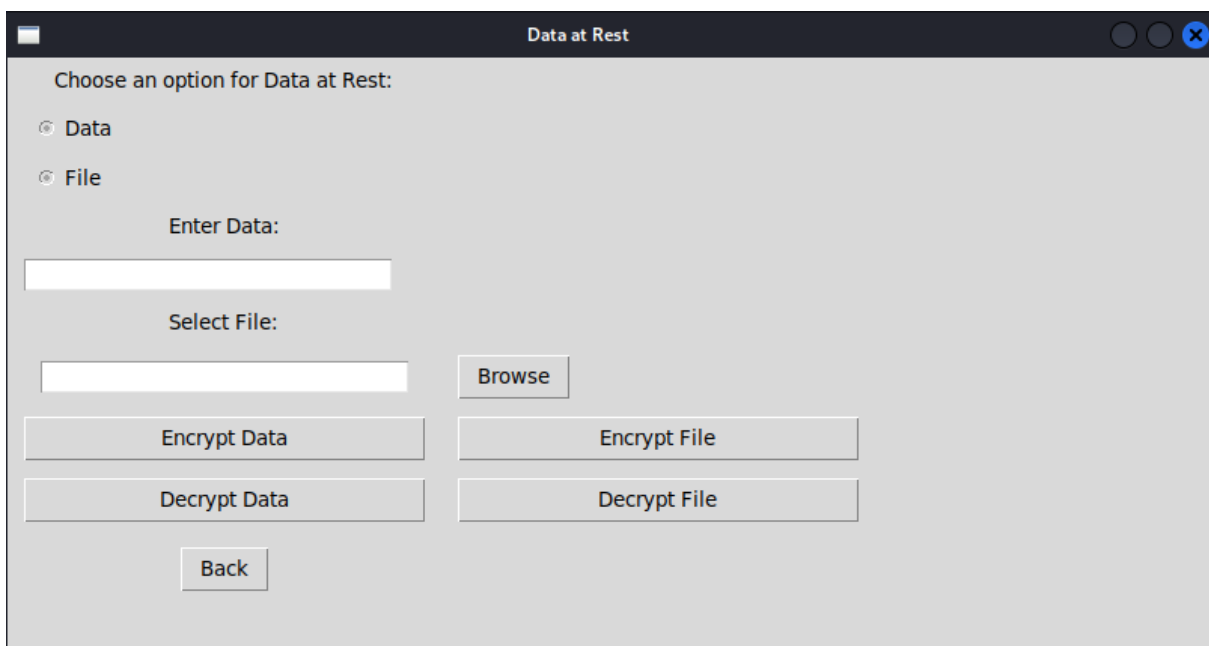 Data at Rest
Choose an option for Data at Rest:
Data
File
Enter Data:
Select File:
Browse
Encrypt Data Encrypt File
Decrypt Data Decrypt File
Back